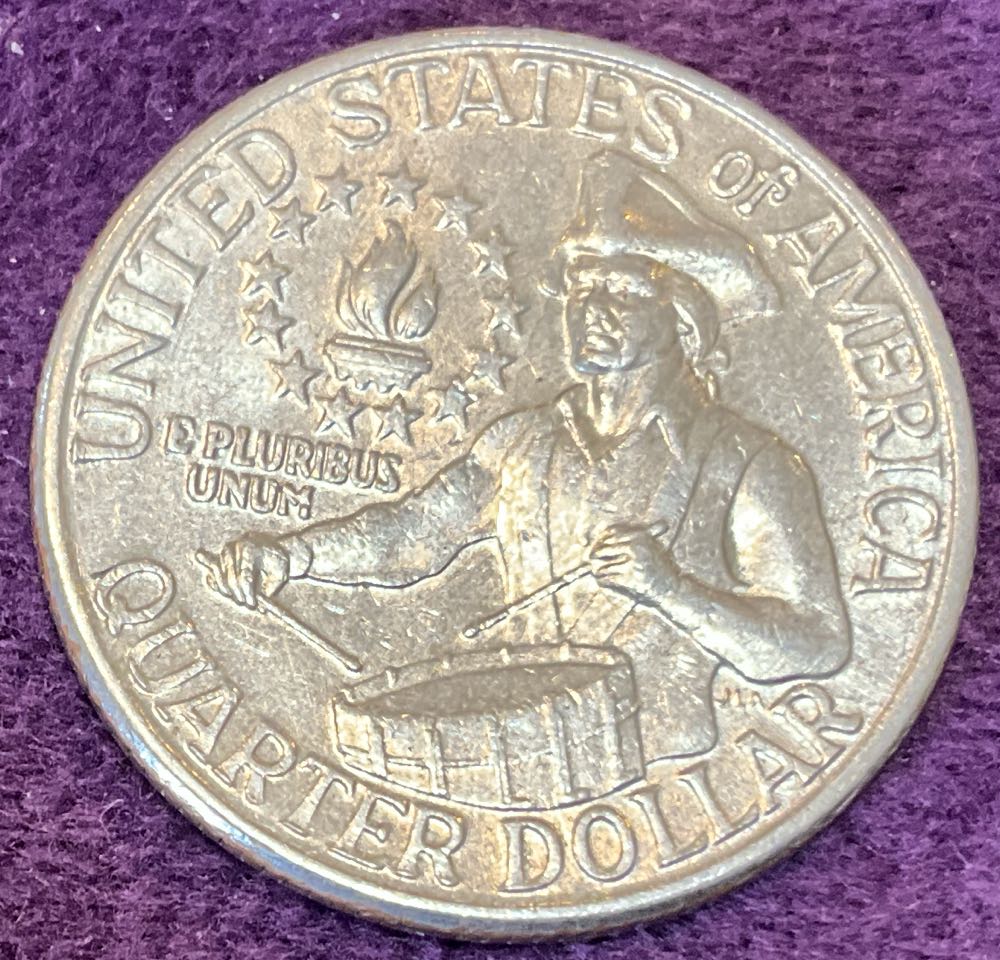 UNITED STATES of AMERICA
E PLURIBUS
UNUM
QUARTER DOLLAR